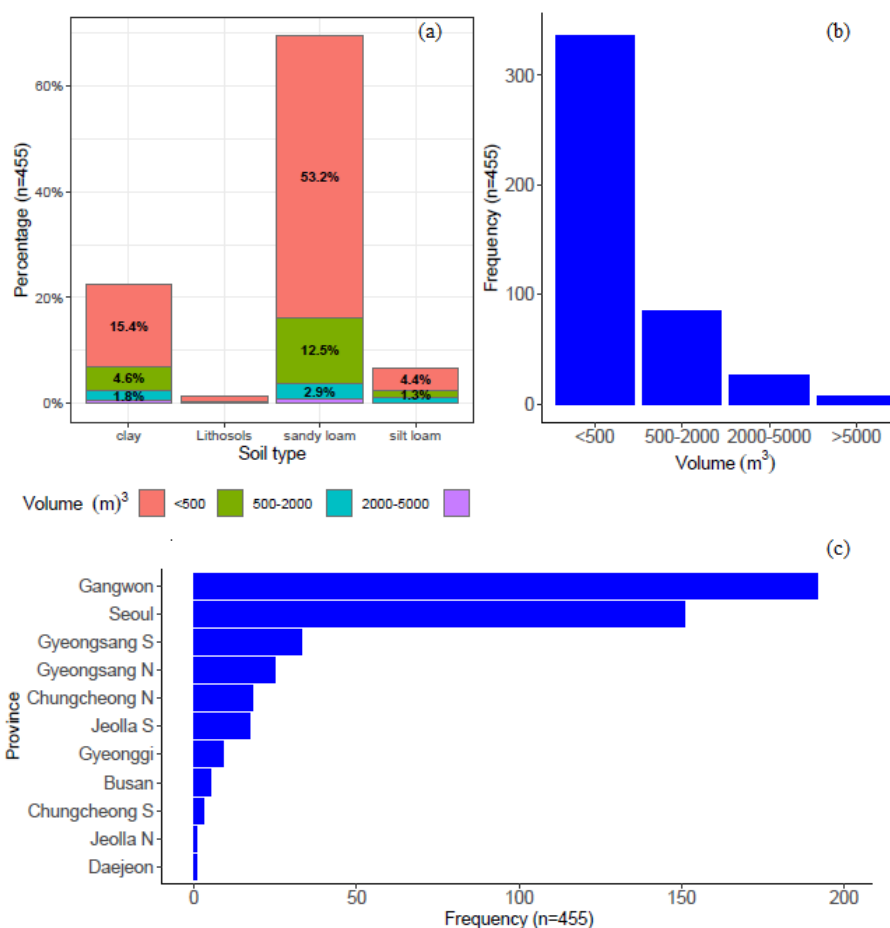 (a)
Percentage (n=455)
60%
40%
20%
0%
53.2%
15.4%
12.5%
4.6%
4.4%
1.8%
2.9%
1.3%
clay Lithosols sandy loam silt loam
Soil type
Volume (m)³ <500 500-2000 2000-5000
(b)
Frequency (n=455)
300
200
100
0
<500 500-2000 2000-5000 >5000
Volume (m³)
(c)
Province
Gangwon
Seoul
Gyeongsang S
Gyeongsang N
Chungcheong N
Jeolla S
Gyeonggi
Busan
Chungcheong S
Jeolla N
Daejeon
0 50 100 150 200
Frequency (n=455)